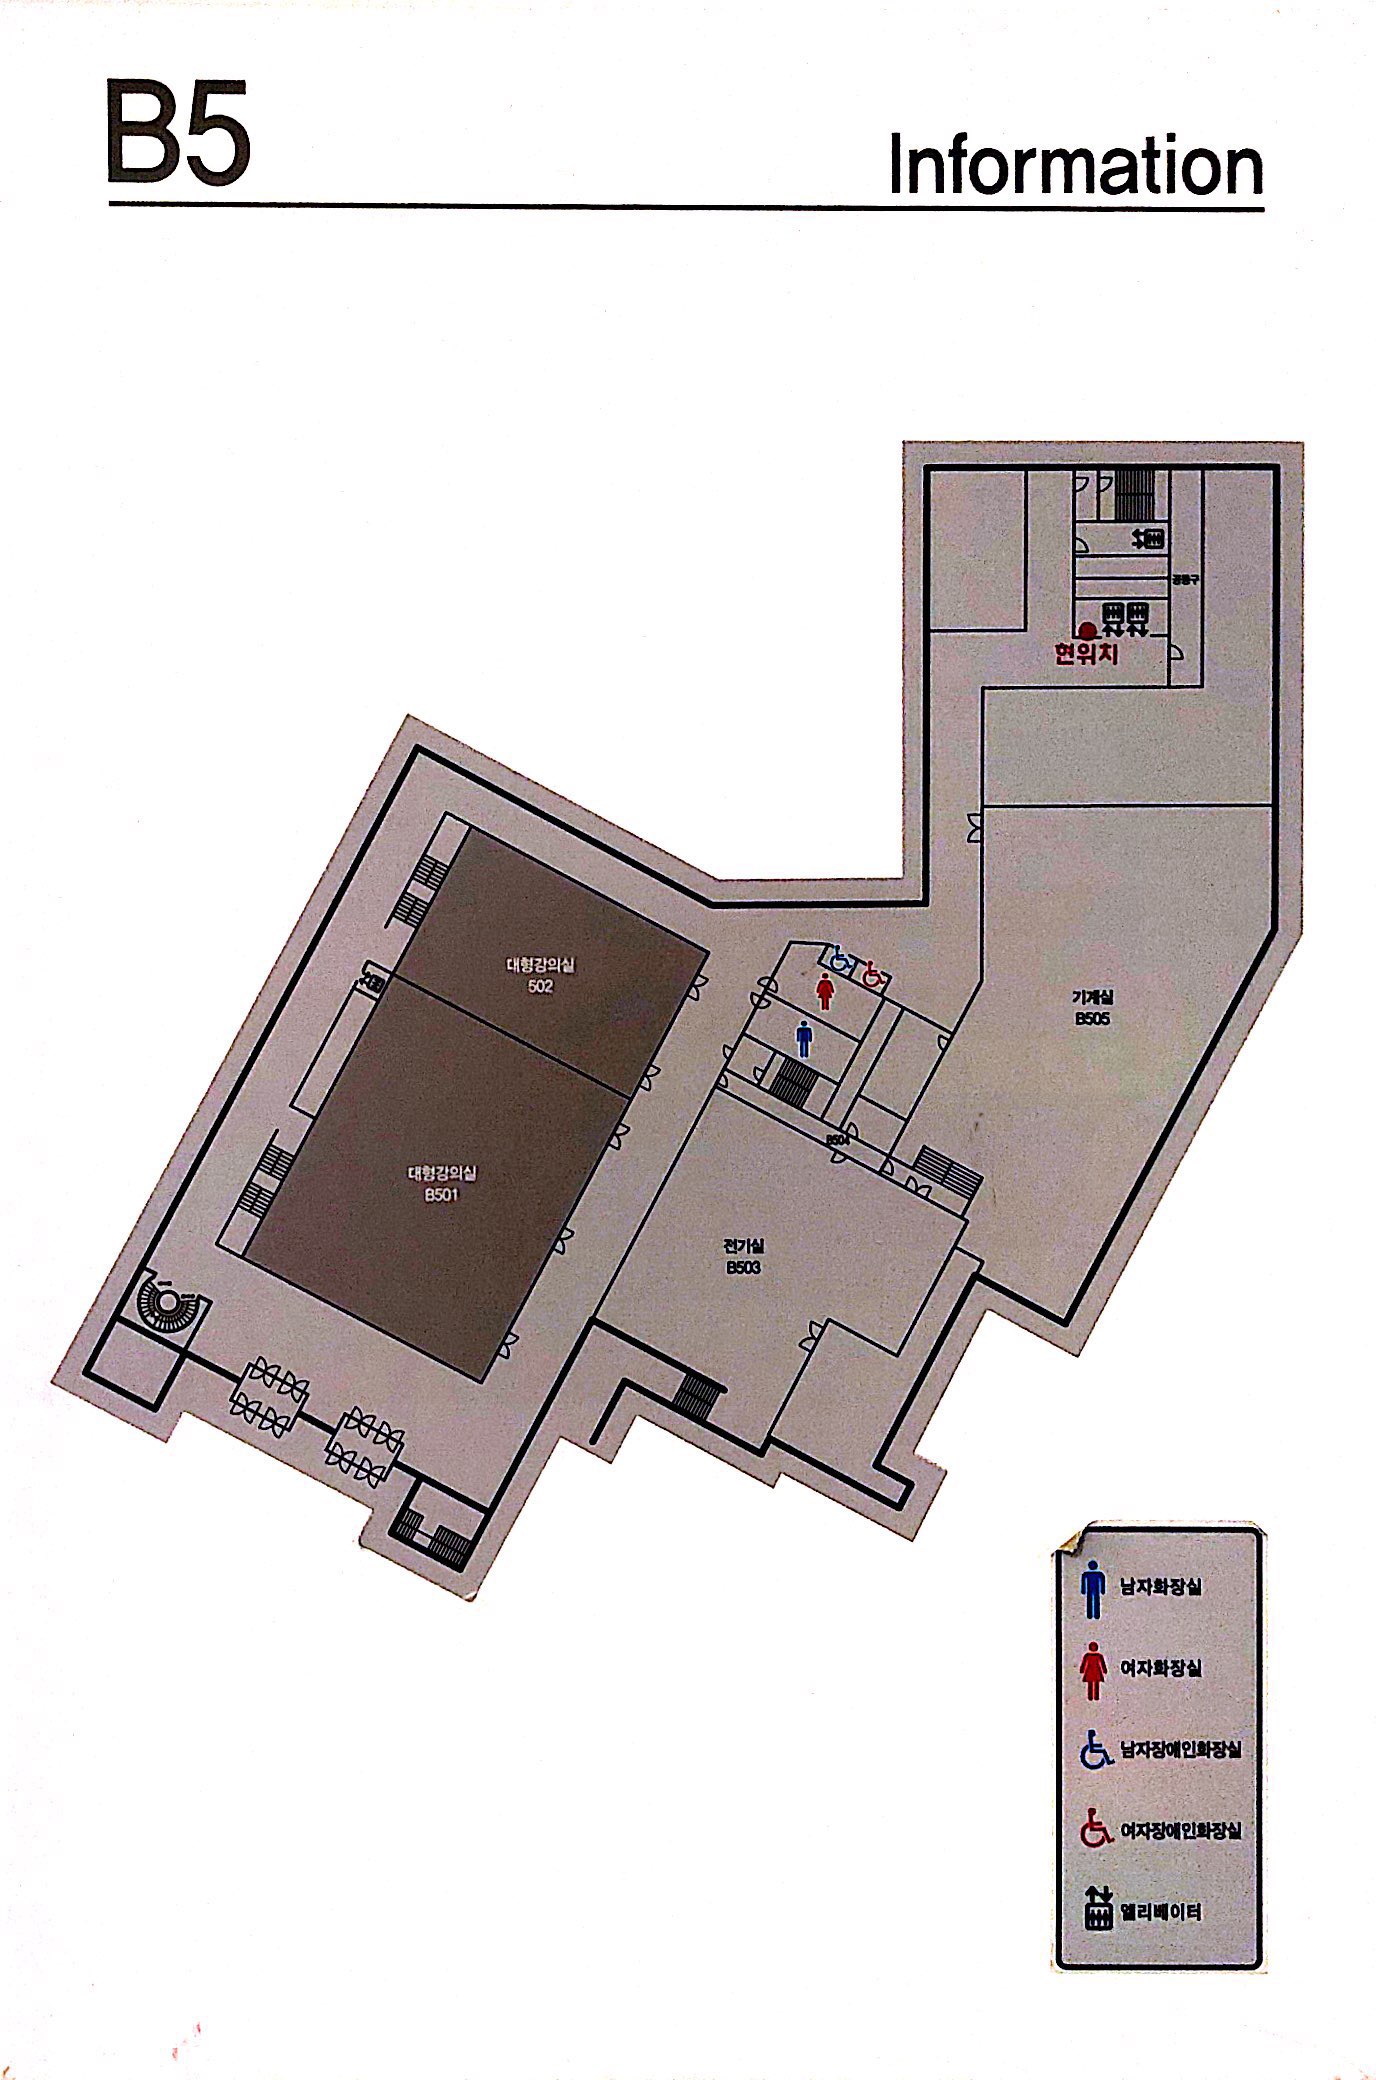 B5
Information
공동구
현위치
대형강의실
502
기계실
B505
B504
대형강의실
B501
전기실
B503
남자화장실
여자화장실
남자장애인화장실
여자장애인화장실
엘리베이터